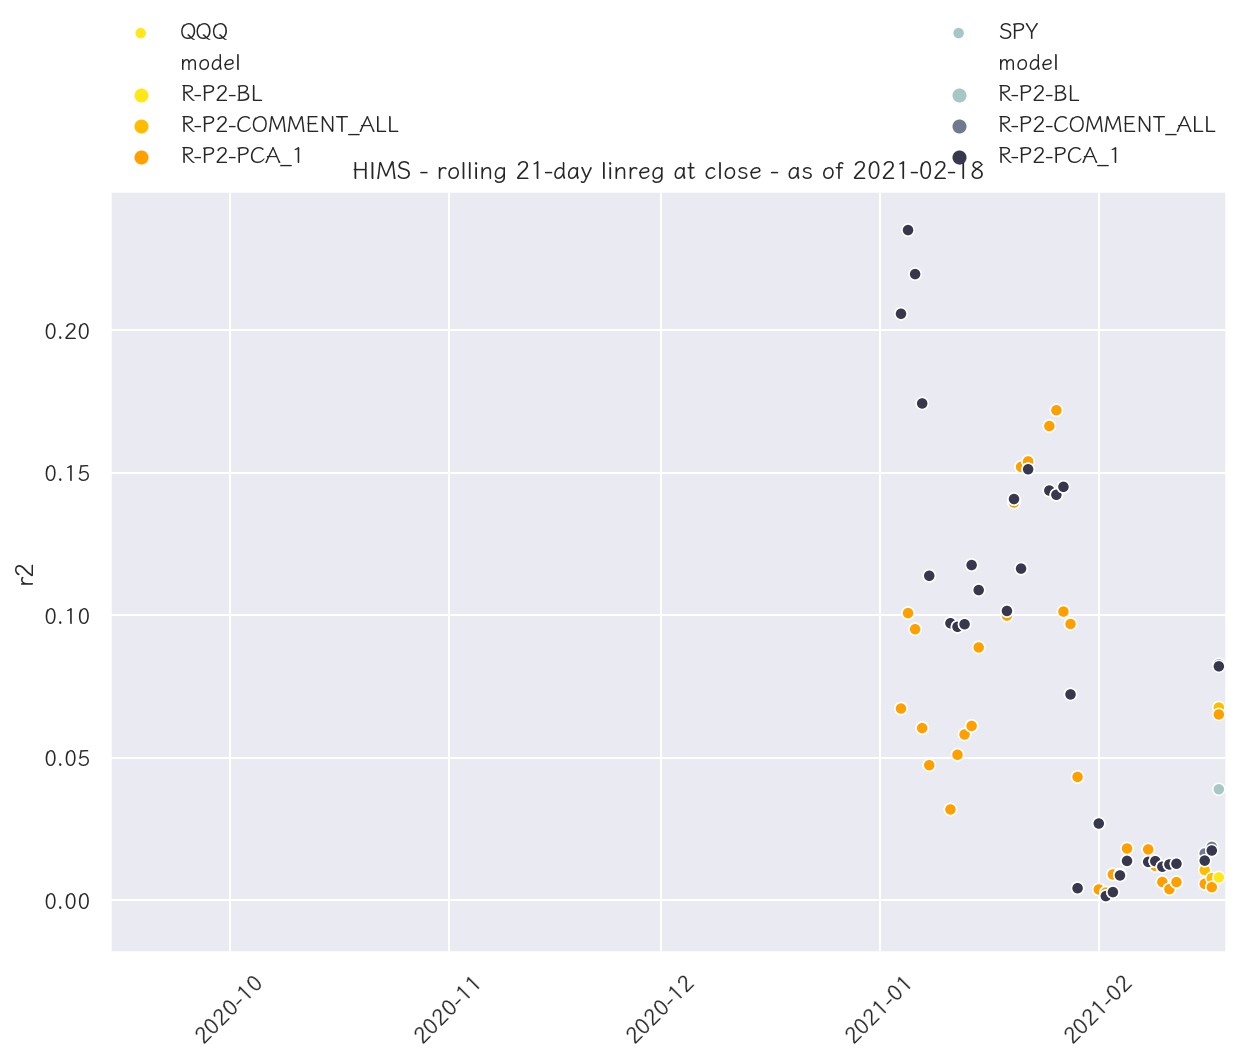 QQQ
model
R-P2-BL
R-P2-COMMENT_ALL
R-P2-PCA_1
SPY
model
R-P2-BL
R-P2-COMMENT_ALL
R-P2-PCA_1
HIMS - rolling 21-day linreg at close - as of 2021-02-18
r2
0.20
0.15
0.10
0.05
0.00
2020-10
2020-11
2020-12
2021-01
2021-02